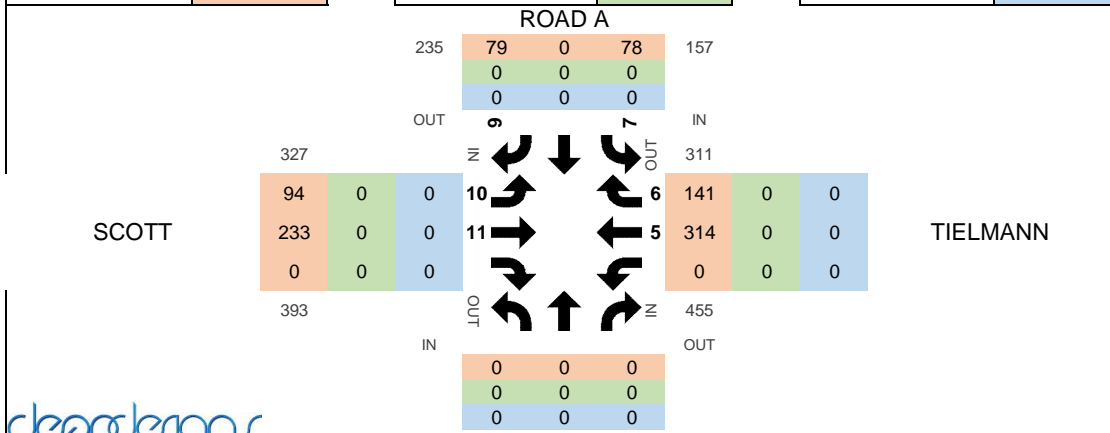 ROAD A
235 79 0 78 157
0 0 0
0 0 0
OUT 9 7 IN
IN OUT
327 311
94 0 0 10 6 141 0 0
SCOTT 233 0 0 11 5 314 0 0 TIELMANN
0 0 0 0 0 0
393 OUT IN 455
IN OUT
0 0 0
0 0 0
0 0 0